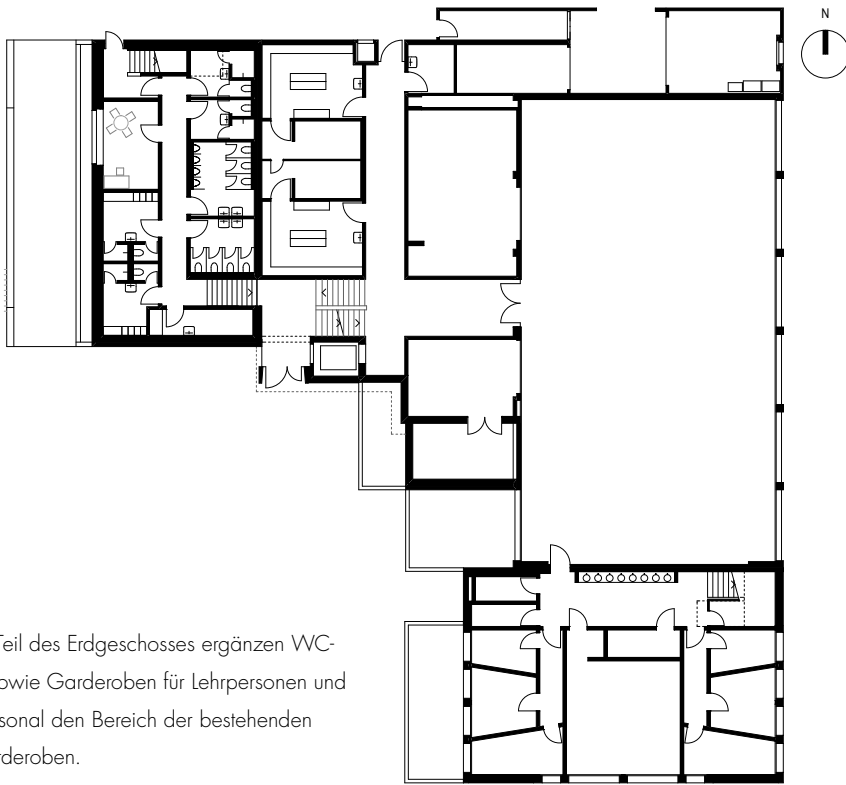 N
Teil des Erdgeschosses ergänzen WC-
owie Garderoben für Lehrpersonen und
sonal den Bereich der bestehenden
rderoben.